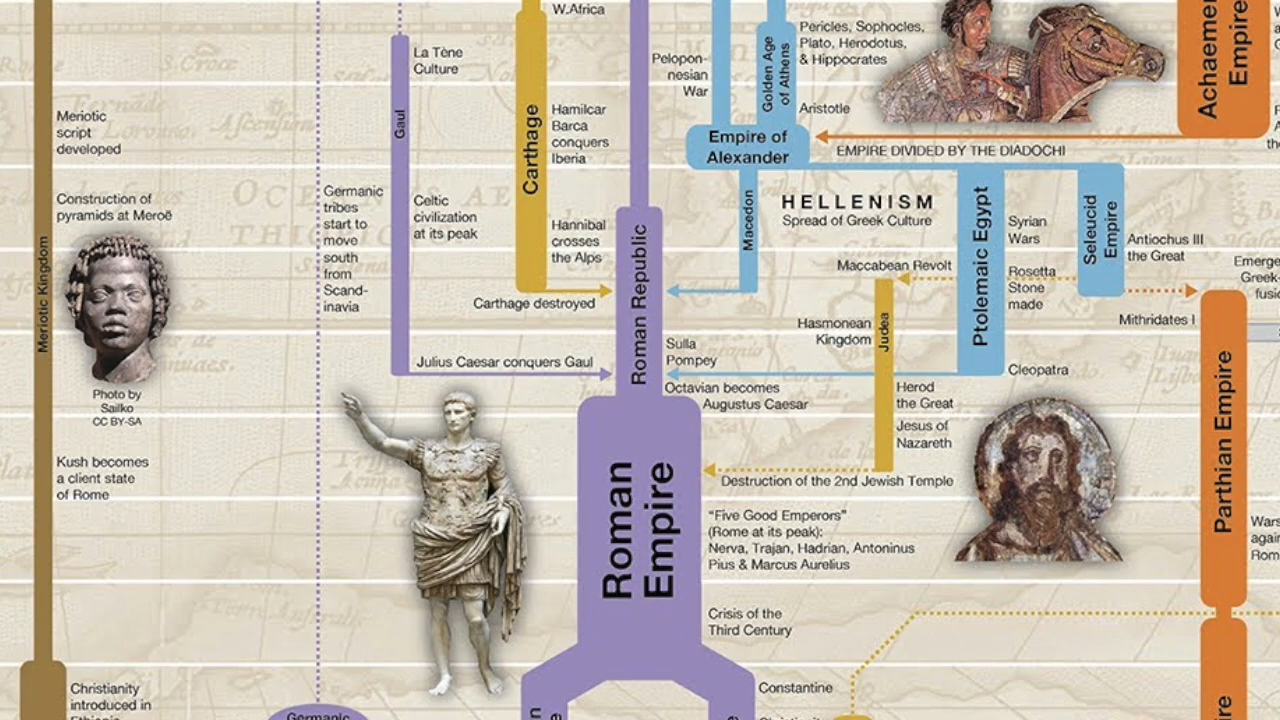 W.Africa
La Tène
Culture
Gaul
Carthage
Hamilcar
Barca
conquers
Iberia
Hannibal
crosses
the Alps
Carthage destroyed
Meriotic
script
developed
Construction of
pyramids at Meroë
Meriotic Kingdom
Photo by
Sailko
CC BY-SA
Kush becomes
a client state
of Rome
Christianity
introduced in
Germanic
tribes
start to
move
south
from
Scand-
inavia
Celtic
civilization
at its peak
Julius Caesar conquers Gaul
Germanic
Pelopon-
nesian
War
Golden Age
of Athens
Pericles, Sophocles,
Plato, Herodotus,
& Hippocrates
Aristotle
Empire of
Alexander
EMPIRE DIVIDED BY THE DIADOCHI
Macedon
HELLENISM
Spread of Greek Culture
Roman Republic
Sulla
Pompey
Octavian becomes
Augustus Caesar
Maccabean Revolt
Hasmonean
Kingdom
Judea
Herod
the Great
Jesus of
Nazareth
Destruction of the 2nd Jewish Temple
Ptolemaic Egypt
Syrian
Wars
Rosetta
Stone
made
Cleopatra
Seleucid
Empire
Antiochus III
the Great
Mithridates I
Roman
Empire
"Five Good Emperors"
(Rome at its peak):
Nerva, Trajan, Hadrian, Antoninus
Pius & Marcus Aurelius
Crisis of the
Third Century
Constantine
Empire
Parthian Empire
Emerge
Greek-
Wars
again
Rom